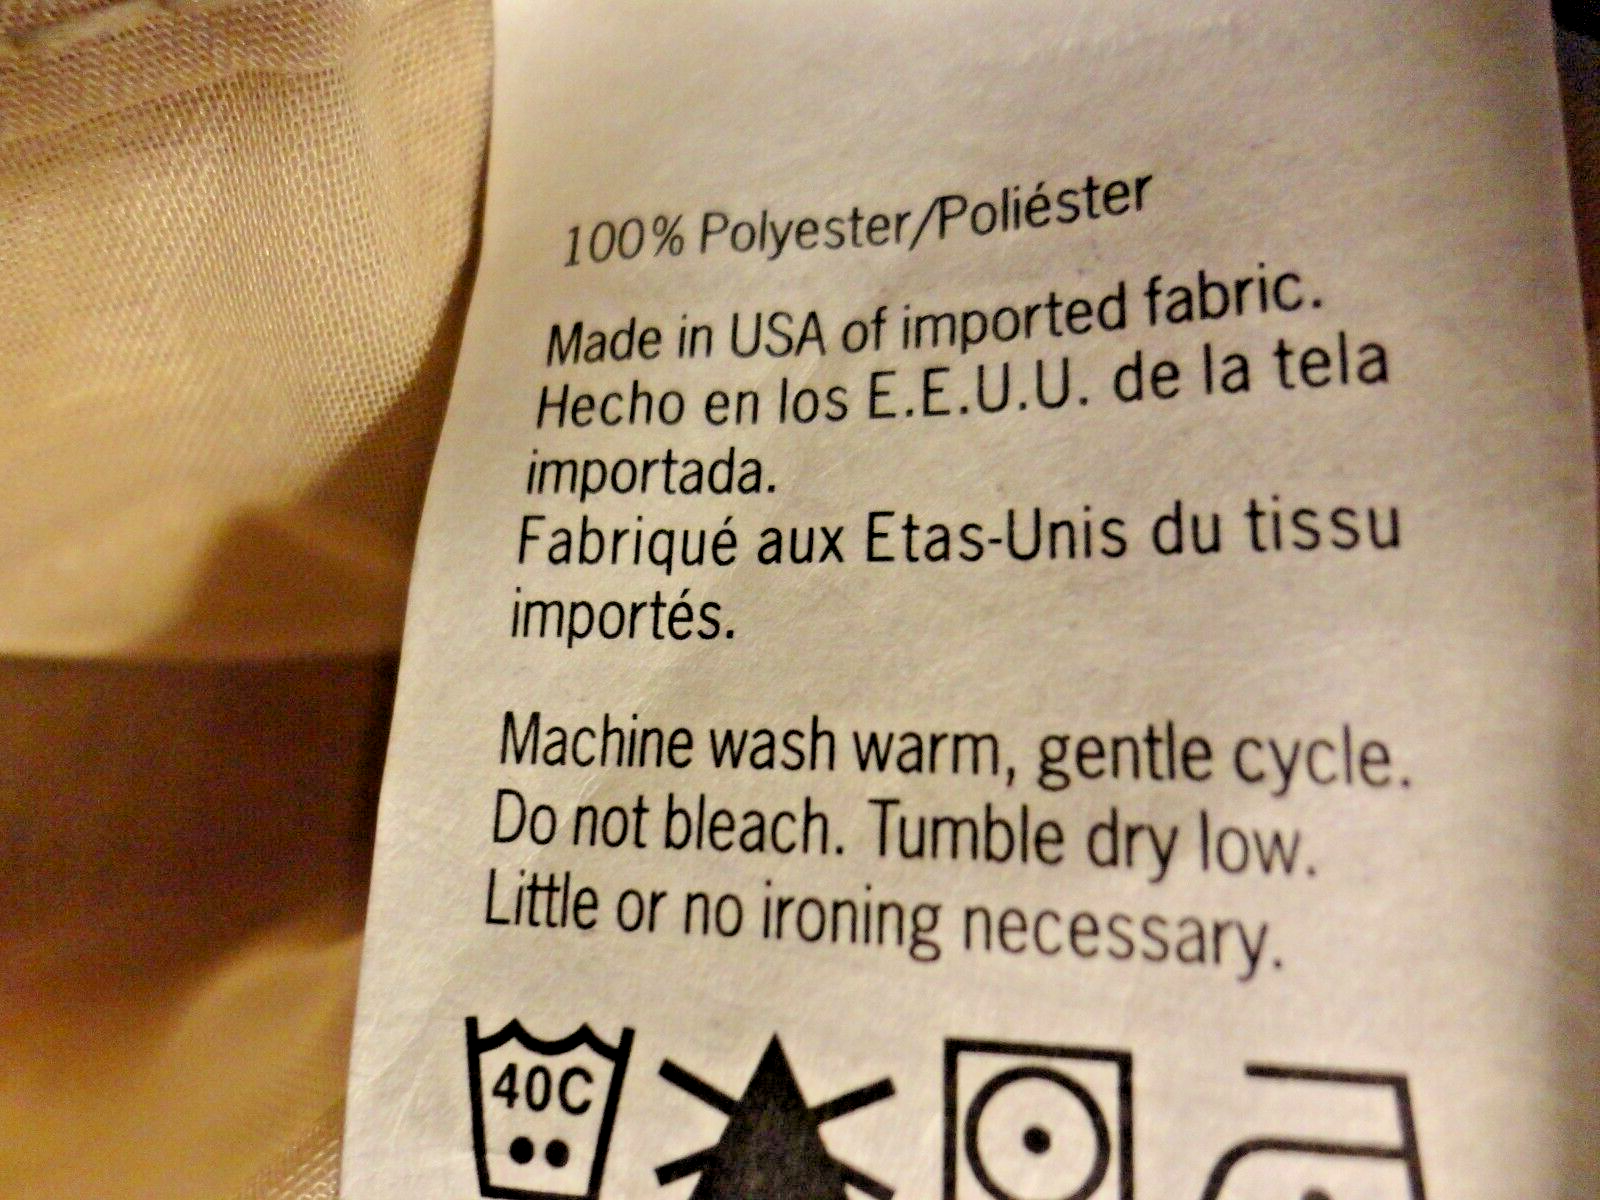 100% Polyester/Poliéster
Made in USA of imported fabric.
Hecho en los E.E.U.U. de la tela
importada.
Fabriqué aux Etas-Unis du tissu
importés.
Machine wash warm, gentle cycle.
Do not bleach. Tumble dry low.
Little or no ironing necessary.
40C